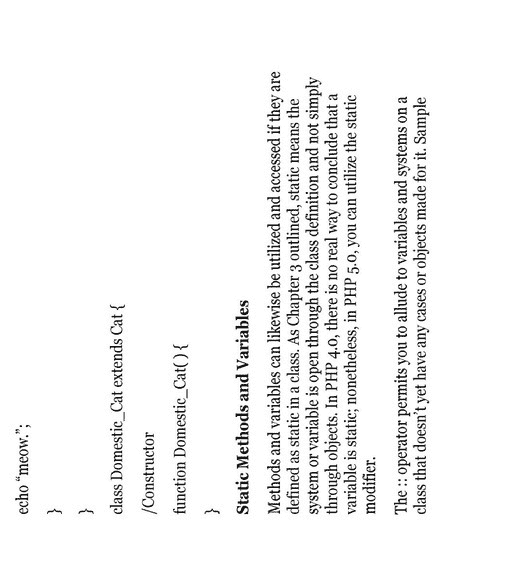 echo “meow.”;
}
}
class Domestic_Cat extends Cat {
/Constructor
function Domestic_Cat() {
}
Static Methods and Variables
Methods and variables can likewise be utilized and accessed if they are
defined as static in a class. As Chapter 3 outlined, static means the
system or variable is open through the class definition and not simply
through objects. In PHP 4.0, there is no real way to conclude that a
variable is static; nonetheless, in PHP 5.0, you can utilize the static
modifier.
The :: operator permits you to allude to variables and systems on a
class that doesn’t yet have any cases or objects made for it. Sample